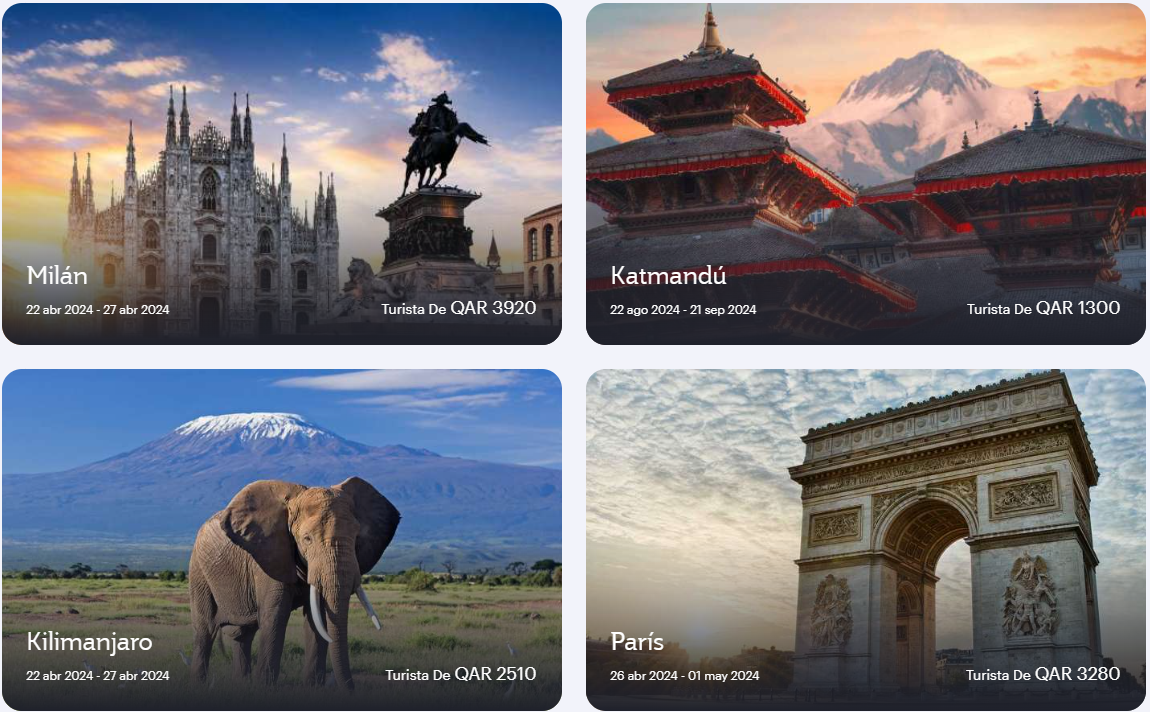 Milán
22 abr 2024 - 27 abr 2024
Turista De QAR 3920
Katmandú
22 ago 2024 - 21 sep 2024
Turista De QAR 1300
Kilimanjaro
22 abr 2024 - 27 abr 2024
Turista De QAR 2510
París
26 abr 2024 - 01 may 2024
Turista De QAR 3280